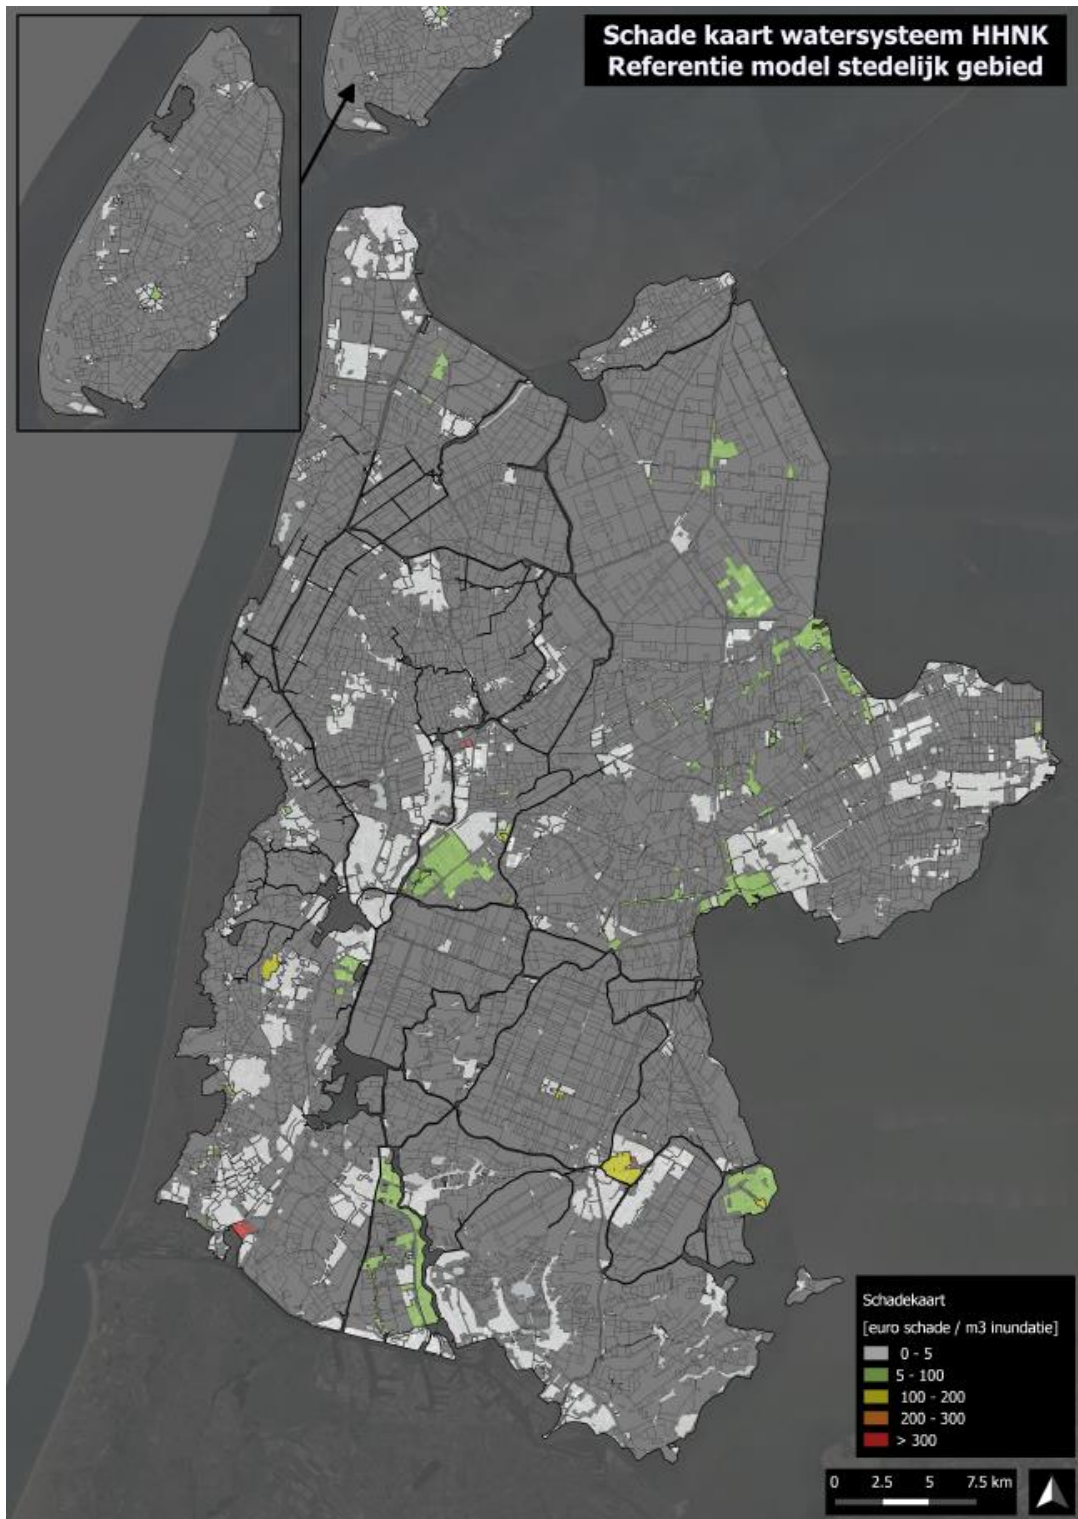 Schade kaart watersysteem HHNK
Referentie model stedelijk gebied
Schadekaart
[euro schade / m3 inundatie]
0 - 5
5 - 100
100 - 200
200 - 300
> 300
0 2.5 5 7.5 km